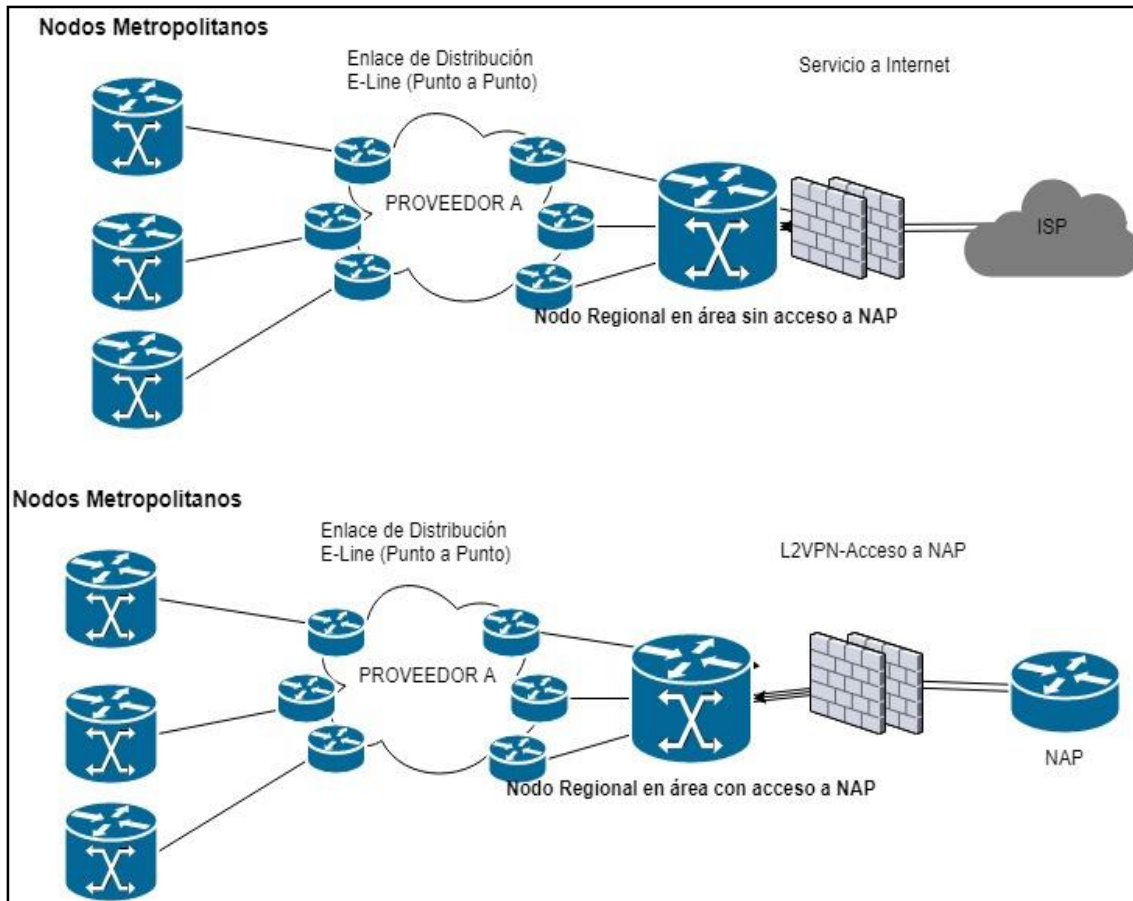 Nodos Metropolitanos
Enlace de Distribución
E-Line (Punto a Punto)
Servicio a Internet
PROVEEDOR A
ISP
Nodo Regional en área sin acceso a NAP
Nodos Metropolitanos
Enlace de Distribución
E-Line (Punto a Punto)
L2VPN-Acceso a NAP
PROVEEDOR A
NAP
Nodo Regional en área con acceso a NAP